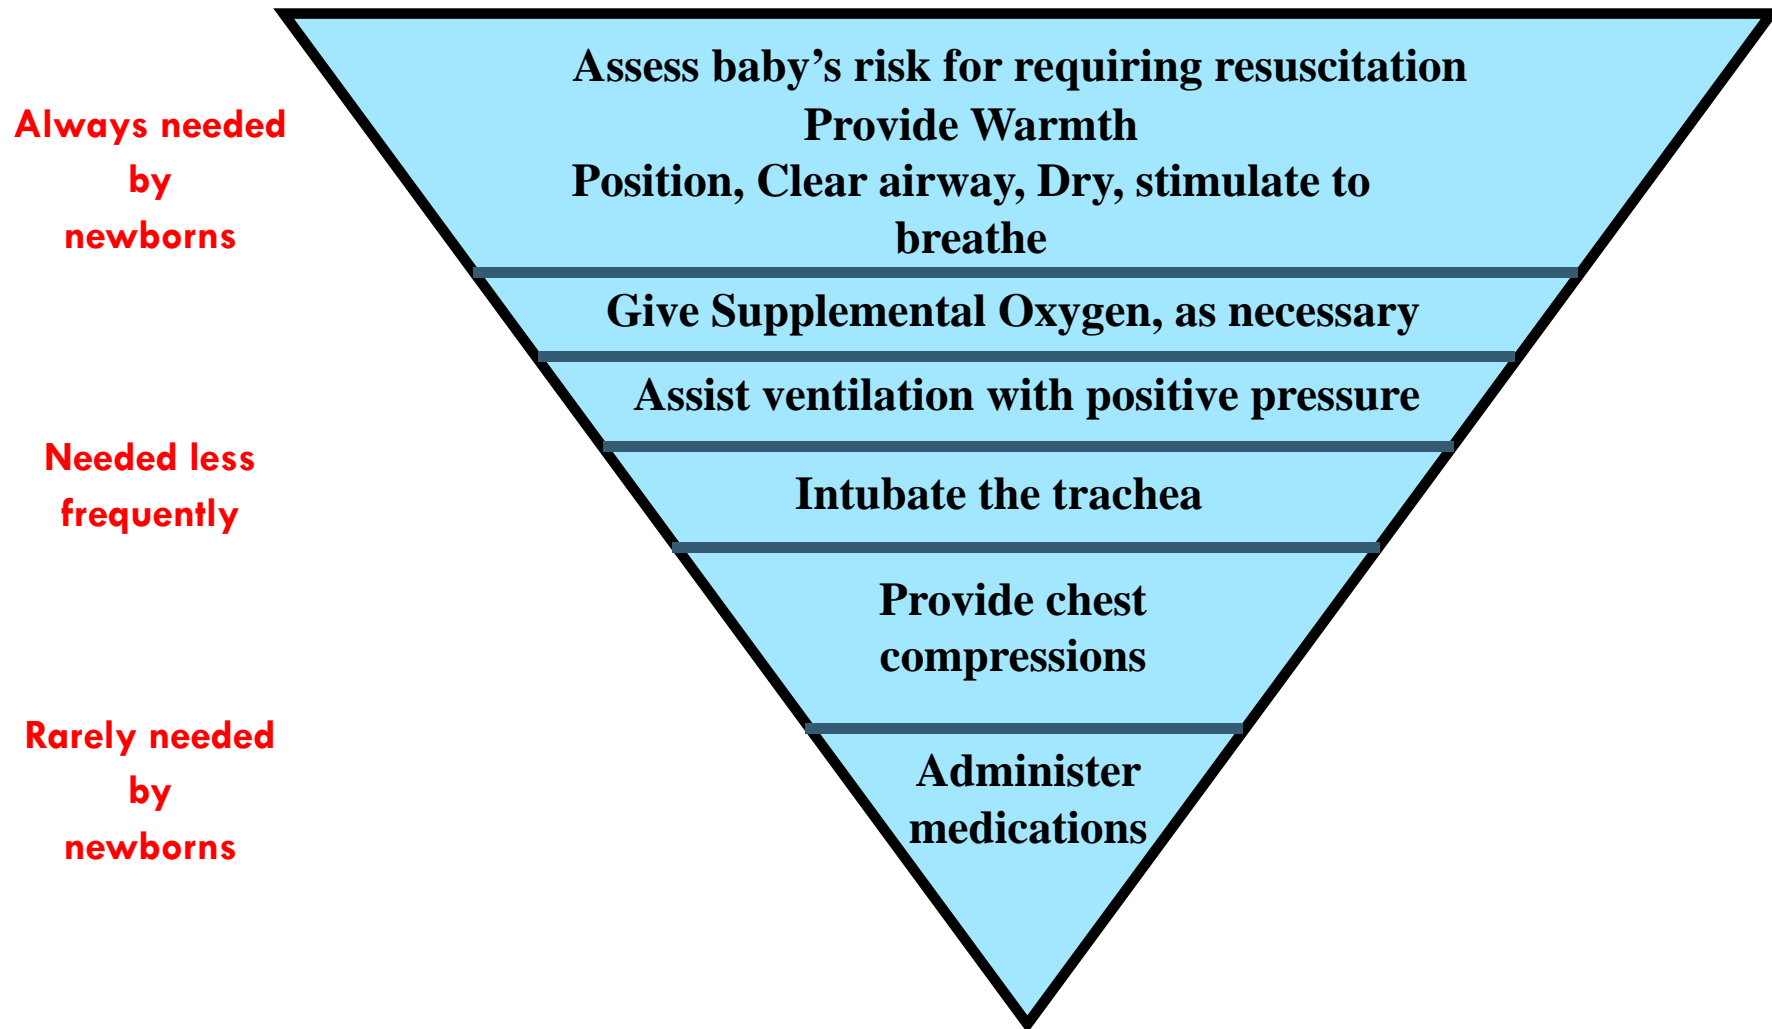 Assess baby’s risk for requiring resuscitation
Provide Warmth
Position, Clear airway, Dry, stimulate to
breathe
Always needed
by
newborns
Give Supplemental Oxygen, as necessary
Assist ventilation with positive pressure
Needed less
frequently
Intubate the trachea
Provide chest
compressions
Rarely needed
by
newborns
Administer
medications